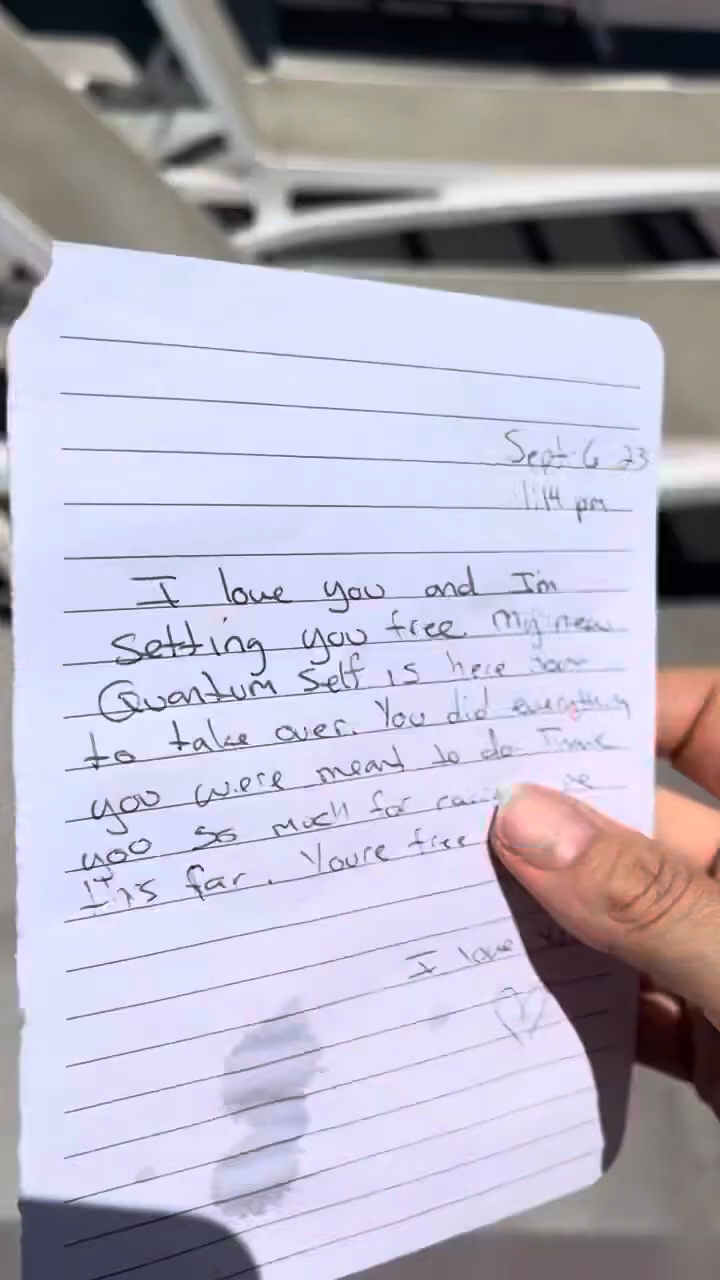 Sept 6 23
1:14 pm
I love you and I'm
setting you free. My new
Quantum Self is here now
to take over. You did everything
you were meant to do. Thank
you so much for
this far. Youre free
I love you